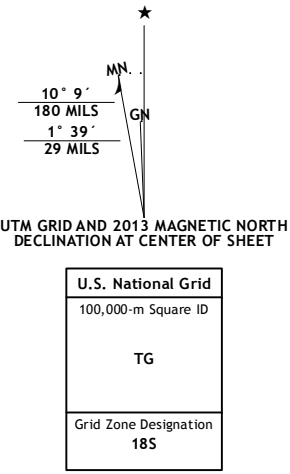 MN
GN
10° 9´
180 MILS
1° 39´
29 MILS
UTM GRID AND 2013 MAGNETIC NORTH
DECLINATION AT CENTER OF SHEET
U.S. National Grid
100,000-m Square ID
TG
Grid Zone Designation
18S